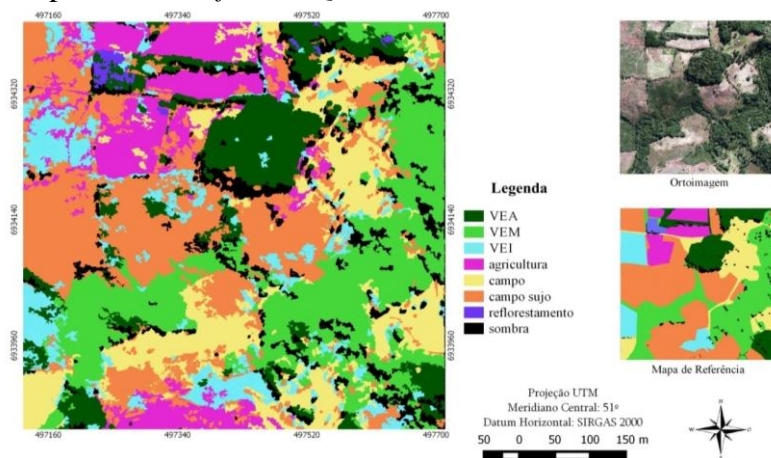 497160 497340 497520 497700
6934320
6934320
6934140
6934140
6933960
6933960
497160 497340 497520 497700
Legenda
VEA
VEM
VEI
agricultura
campo
campo sujo
reflorestamento
sombra
Ortoimagem
Mapa de Referência
Projeção UTM
Meridiano Central: 51º
Datum Horizontal: SIRGAS 2000
50 0 50 100 150 m
N
W E
S